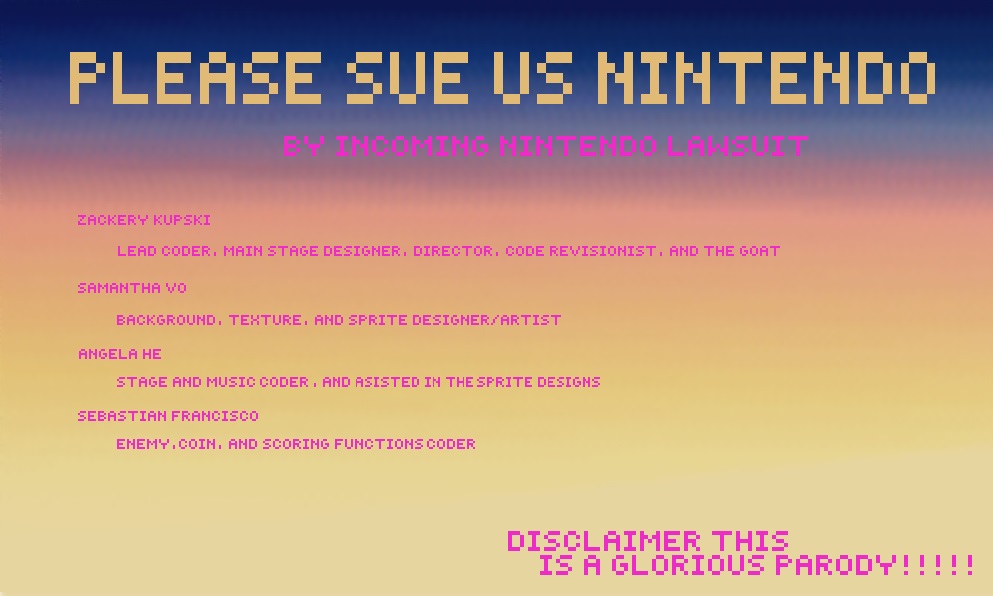 PLEASE SUE US NINTENDO
BY INCOMING NINTENDO LAWSUIT
ZACKERY KUPSKI
LEAD CODER, MAIN STAGE DESIGNER, DIRECTOR, CODE REVISIONIST, AND THE GOAT
SAMANTHA VO
BACKGROUND, TEXTURE, AND SPRITE DESIGNER/ARTIST
ANGELA HE
STAGE AND MUSIC CODER , AND ASISTED IN THE SPRITE DESIGNS
SEBASTIAN FRANCISCO
ENEMY,COIN, AND SCORING FUNCTIONS CODER
DISCLAIMER THIS
IS A GLORIOUS PARODY!!!!!